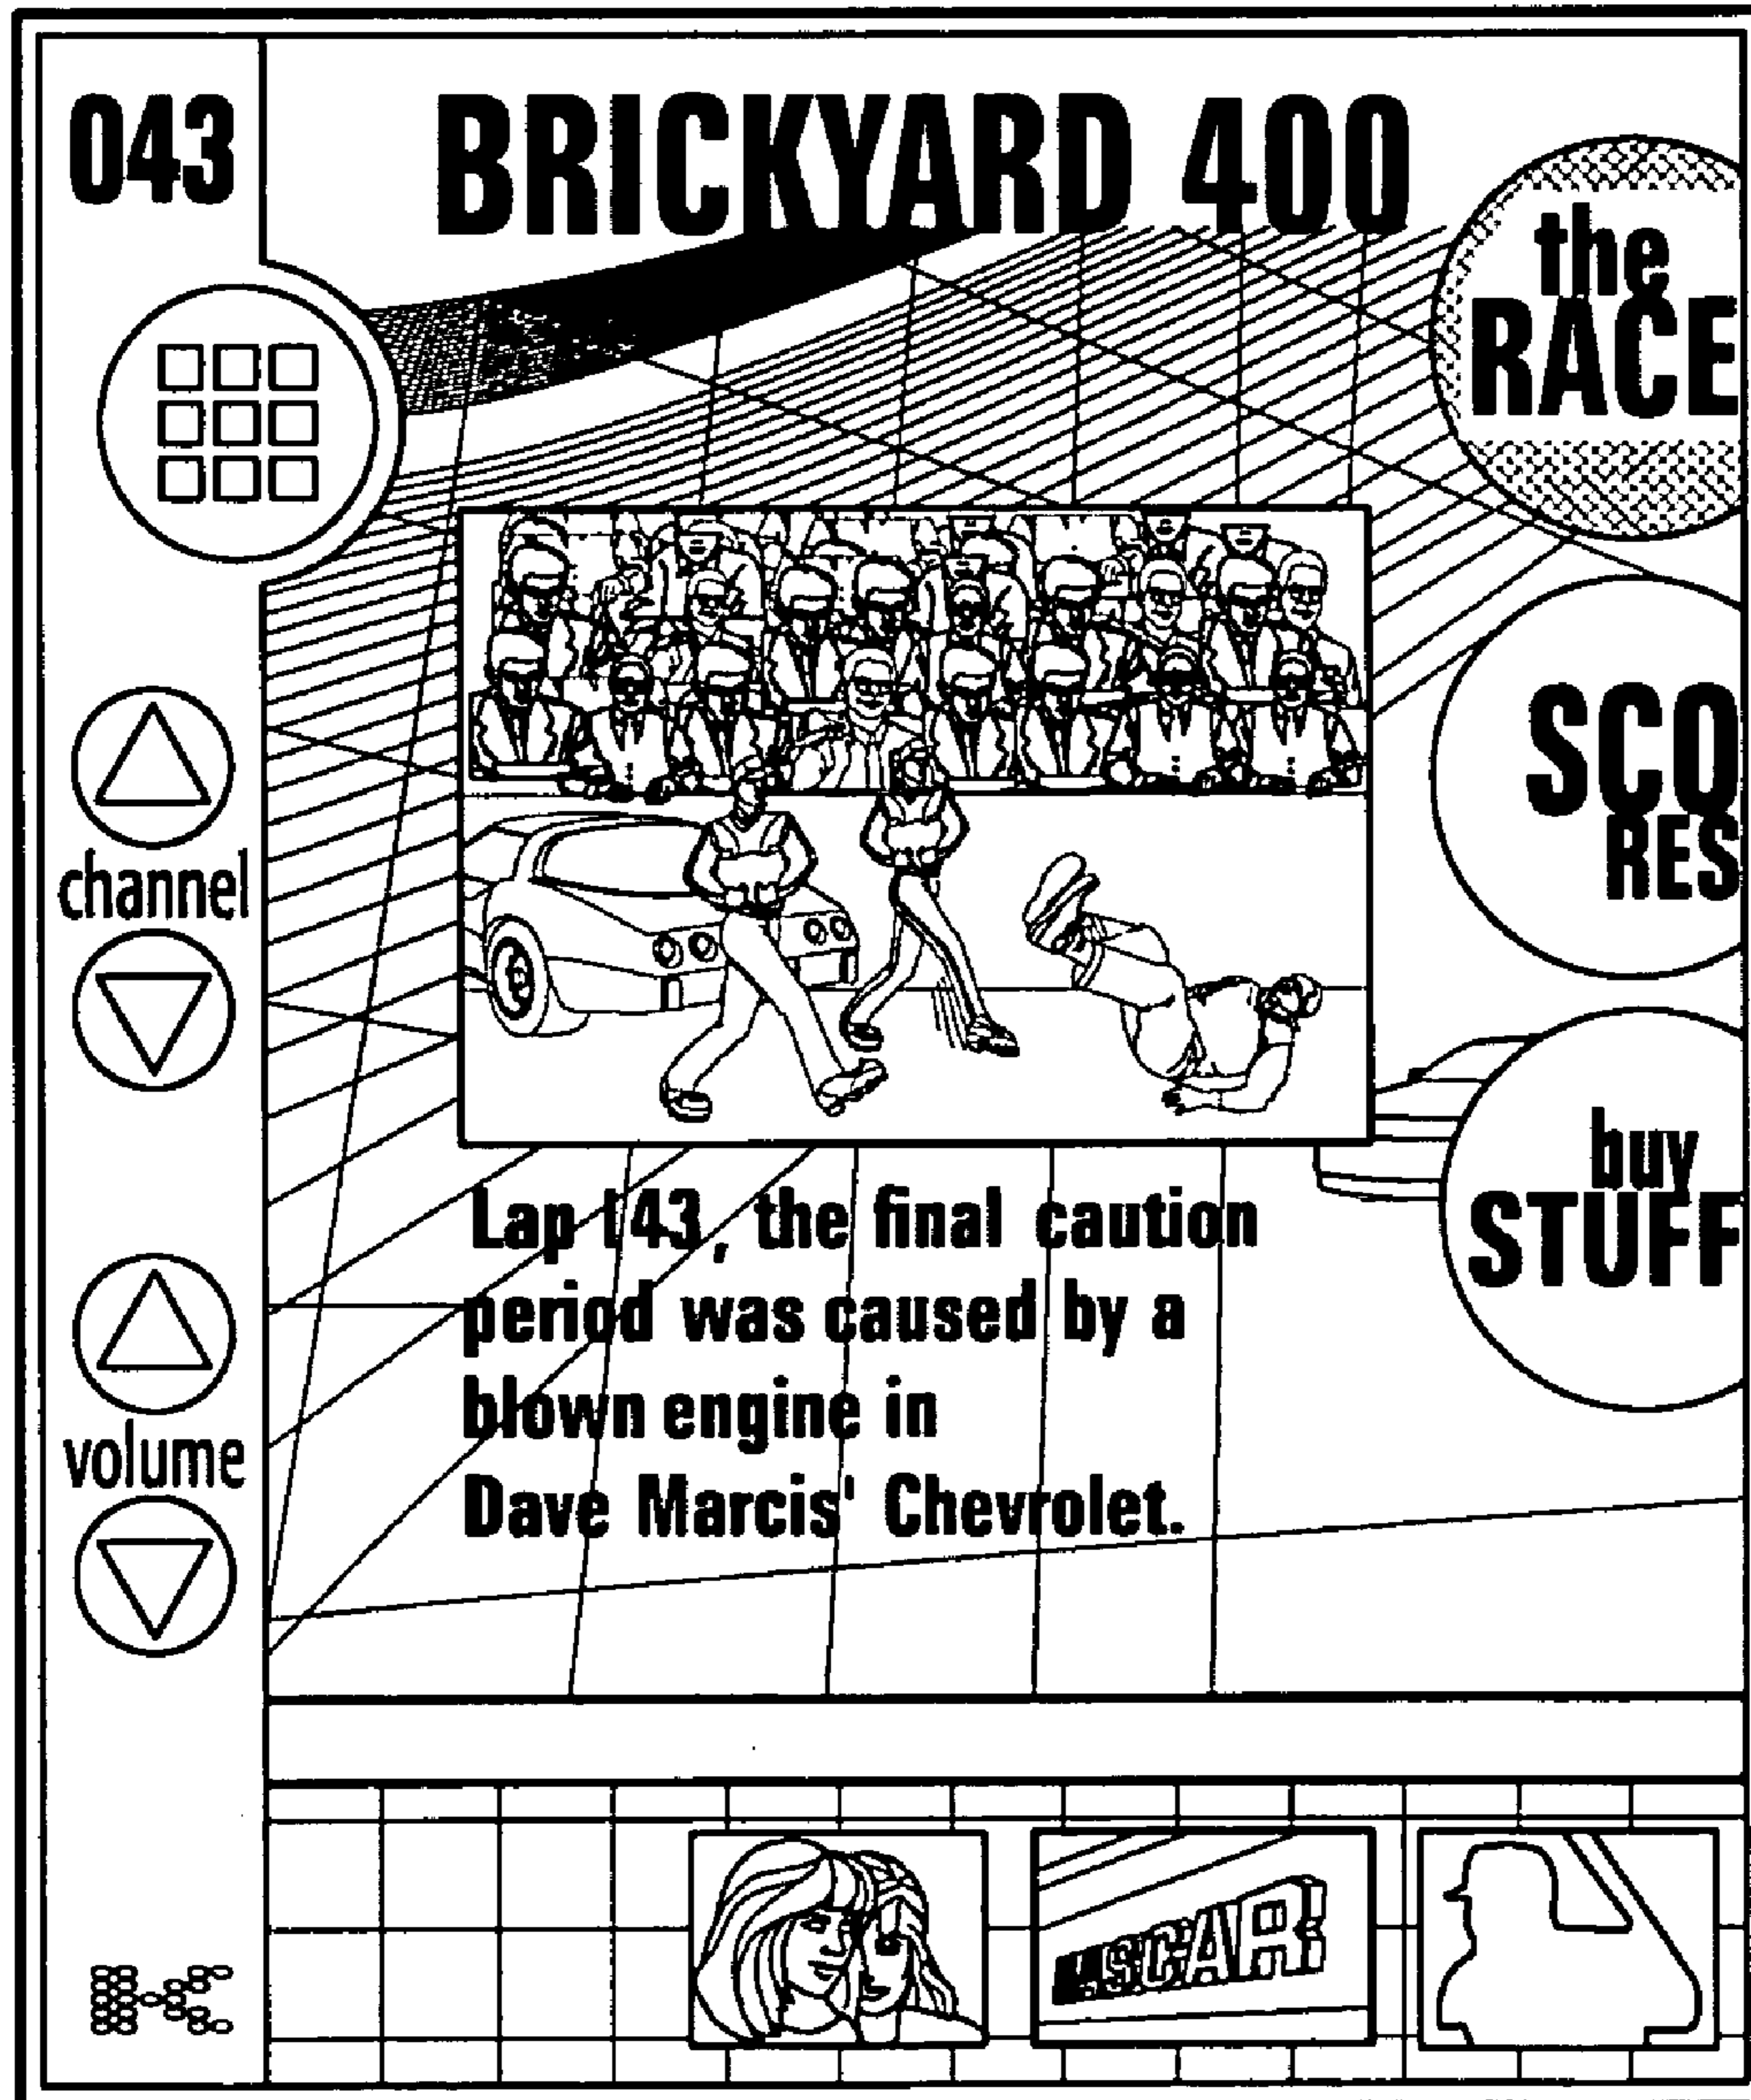 043
BRICKYARD 400
the
RACE
SCO
RES
channel
buy
STUFF
Lap 143, the final caution
period was caused by a
blown engine in
Dave Marcis' Chevrolet.
volume